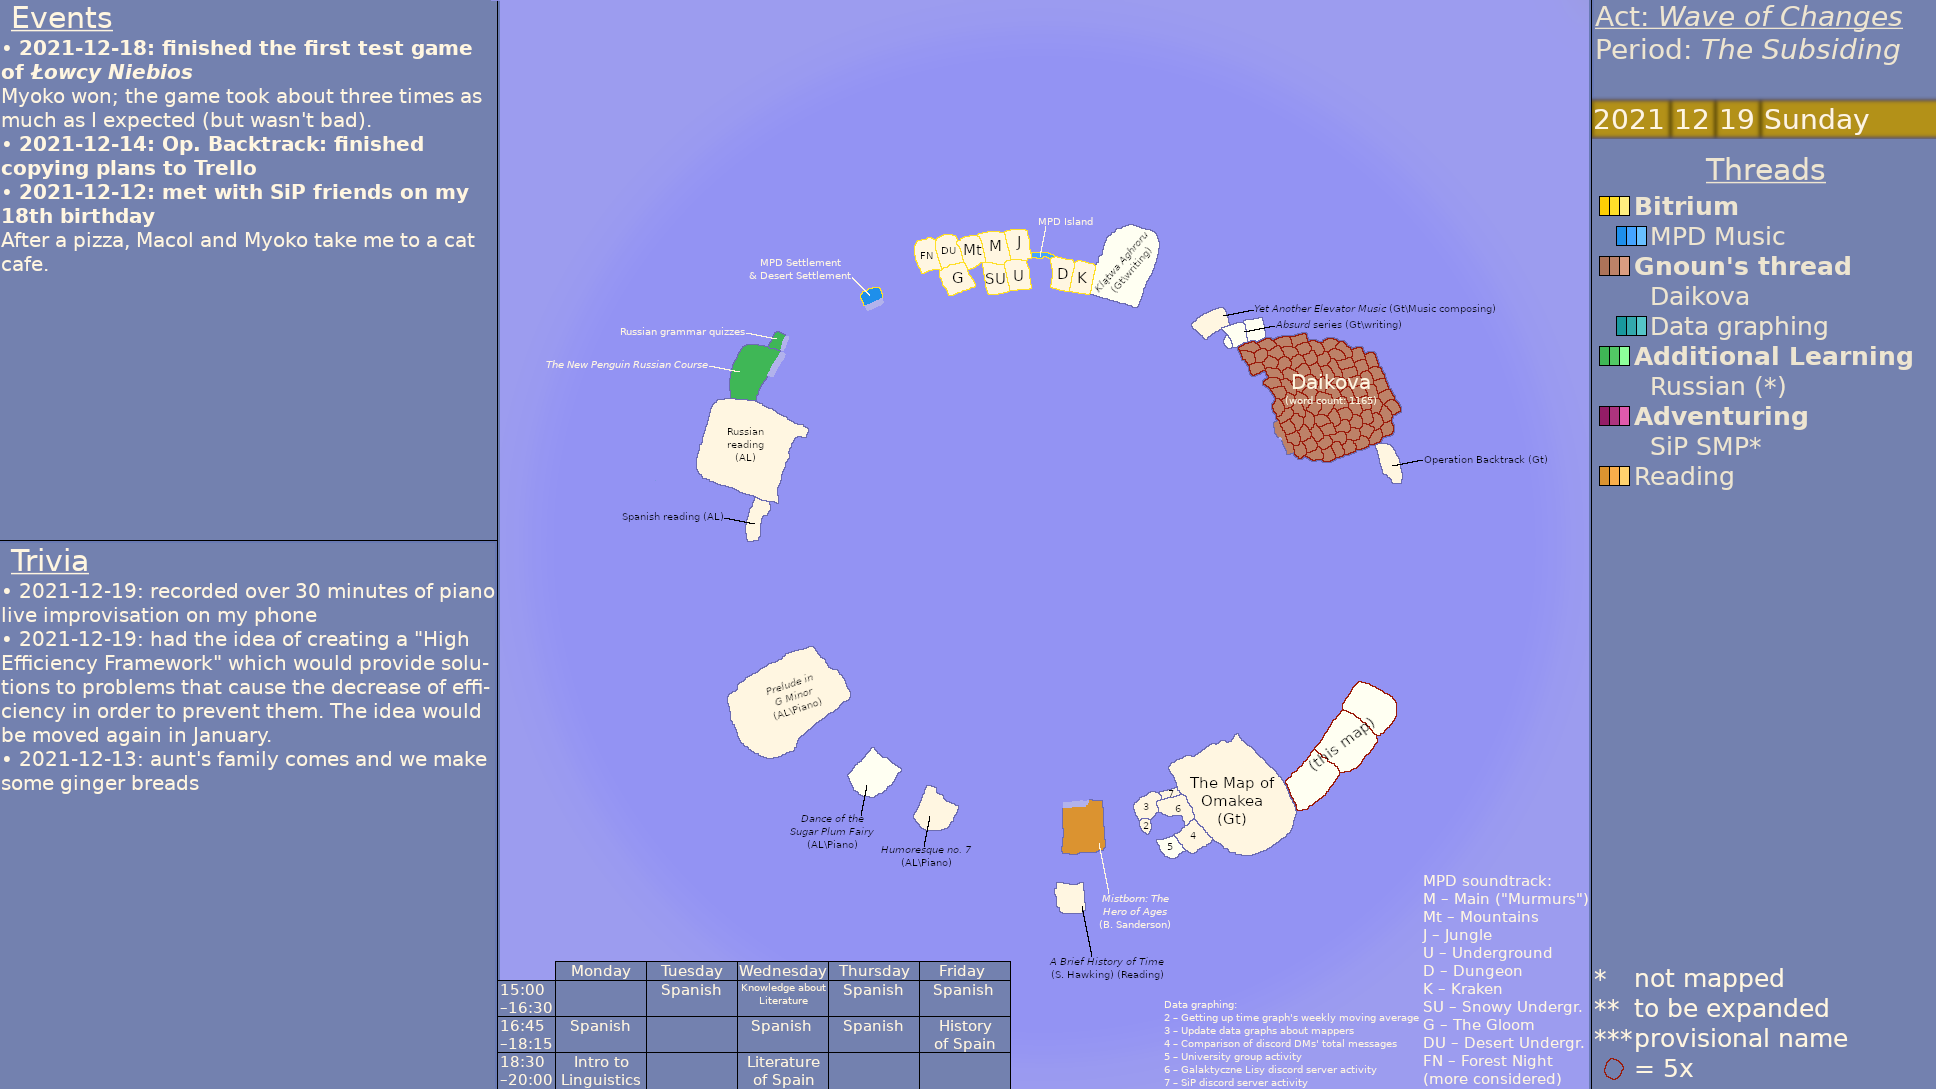 Events
• 2021-12-18: finished the first test game
of Łowcy Niebios
Myoko won; the game took about three times as
much as I expected (but wasn't bad).
• 2021-12-14: Op. Backtrack: finished
copying plans to Trello
• 2021-12-12: met with SiP friends on my
18th birthday
After a pizza, Macol and Myoko take me to a cat
cafe.
Trivia
• 2021-12-19: recorded over 30 minutes of piano
live improvisation on my phone
• 2021-12-19: had the idea of creating a "High
Efficiency Framework" which would provide solu-
tions to problems that cause the decrease of effi-
ciency in order to prevent them. The idea would
be moved again in January.
• 2021-12-13: aunt's family comes and we make
some ginger breads
MPD Island
FN
DU
Mt
M
J
G
SU
U
D
K
Klątwa Aghroru
(Gt\writing)
MPD Settlement
& Desert Settlement
Russian grammar quizzes
The New Penguin Russian Course
Russian
reading
(AL)
Spanish reading (AL)
Yet Another Elevator Music (Gt\Music composing)
Absurd series (Gt\writing)
Daikova
(word count: 1165)
Operation Backtrack (Gt)
Prelude in
G Minor
(AL\Piano)
Dance of the
Sugar Plum Fairy
(AL\Piano)
Humoresque no. 7
(AL\Piano)
(this map)
The Map of
Omakea
(Gt)
7
3
6
2
4
5
Mistborn: The
Hero of Ages
(B. Sanderson)
A Brief History of Time
(S. Hawking) (Reading)
Monday Tuesday Wednesday Thursday Friday
15:00
–16:30
Spanish
Knowledge about
Literature
Spanish
Spanish
16:45
–18:15
Spanish
Spanish
Spanish
History
of Spain
18:30
–20:00
Intro to
Linguistics
Literature
of Spain
Data graphing:
2 – Getting up time graph's weekly moving average
3 – Update data graphs about mappers
4 – Comparison of discord DMs' total messages
5 – University group activity
6 – Galaktyczne Lisy discord server activity
7 – SiP discord server activity
MPD soundtrack:
M – Main ("Murmurs")
Mt – Mountains
J – Jungle
U – Underground
D – Dungeon
K – Kraken
SU – Snowy Undergr.
G – The Gloom
DU – Desert Undergr.
FN – Forest Night
(more considered)
Act: Wave of Changes
Period: The Subsiding
2021 12 19 Sunday
Threads
Bitrium
MPD Music
Gnoun's thread
Daikova
Data graphing
Additional Learning
Russian (*)
Adventuring
SiP SMP*
Reading
* not mapped
** to be expanded
*** provisional name
= 5x